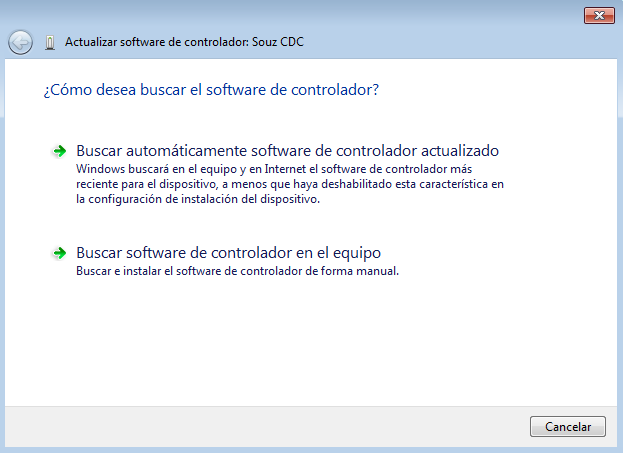 Actualizar software de controlador: Souz CDC
¿Cómo desea buscar el software de controlador?
Buscar automáticamente software de controlador actualizado
Windows buscará en el equipo y en Internet el software de controlador más
reciente para el dispositivo, a menos que haya deshabilitado esta característica en
la configuración de instalación del dispositivo.
Buscar software de controlador en el equipo
Buscar e instalar el software de controlador de forma manual.
Cancelar